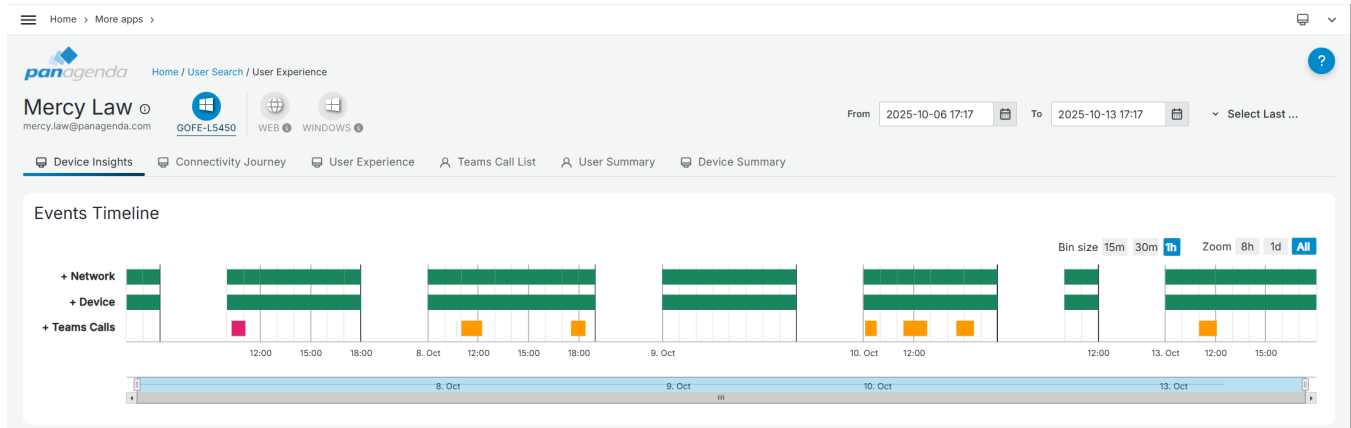 Home > More apps >
panagenda
Home / User Search / User Experience
?
Mercy Law
mercy.law@panagenda.com
GOFE-L5450
WEB
WINDOWS
From 2025-10-06 17:17 To 2025-10-13 17:17 Select Last ...
Device Insights Connectivity Journey User Experience Teams Call List User Summary Device Summary
Events Timeline
Bin size 15m 30m 1h Zoom 8h 1d All
+ Network
+ Device
+ Teams Calls
12:00 15:00 18:00 8. Oct 12:00 15:00 18:00 9. Oct 10. Oct 12:00 12:00 13. Oct 12:00 15:00
8. Oct 9. Oct 10. Oct 13. Oct